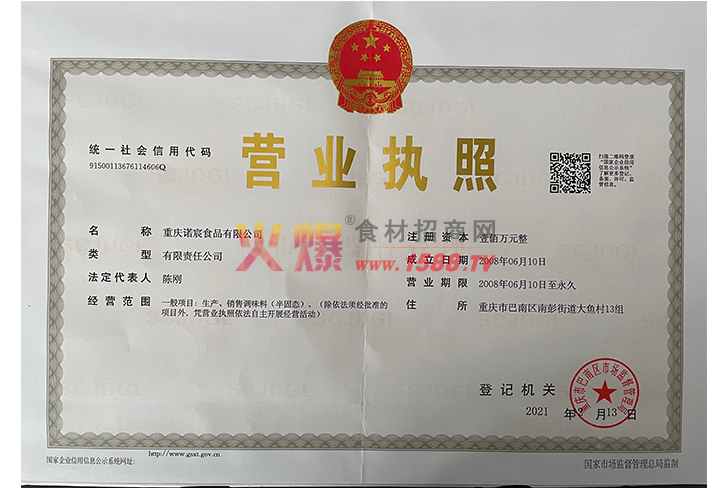 营业执照
统一社会信用代码
91500113676114606Q
扫描二维码登录
"国家企业信用
信息公示系统"
了解更多登记、
备案、许可、监
管信息。
名 称 重庆诺宸食品有限公司
类 型 有限责任公司
法定代表人 陈刚
经营范围 一般项目：生产、销售调味料（半固态）。（除依法须经批准的
项目外，凭营业执照依法自主开展经营活动）
注册资本 壹佰万元整
成立日期 2008年06月10日
营业期限 2008年06月10日至永久
住 所 重庆市巴南区南彭街道大鱼村13组
火爆®食材招商网
www.1588.TV
登记机关
重庆市巴南区市场监督管理局
2021 年 2 月 13 日
国家企业信用信息公示系统网址：
http://www.gsxt.gov.cn
国家市场监督管理总局监制